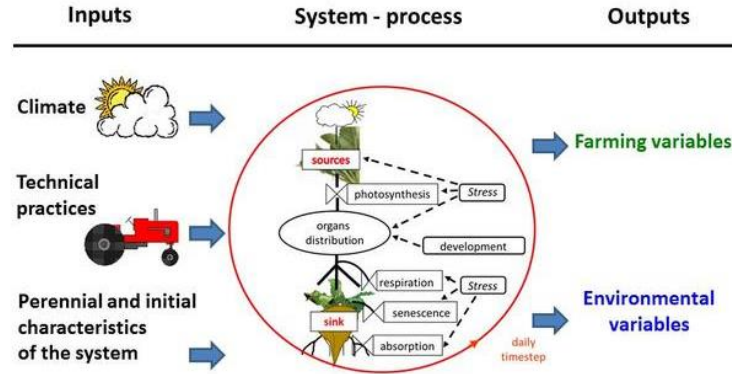 Inputs
System - process
Outputs
Climate
Technical
practices
Perennial and initial
characteristics
of the system
sources
photosynthesis
Stress
organs
distribution
development
respiration
Stress
senescence
sink
absorption
daily
timestep
Farming variables
Environmental
variables